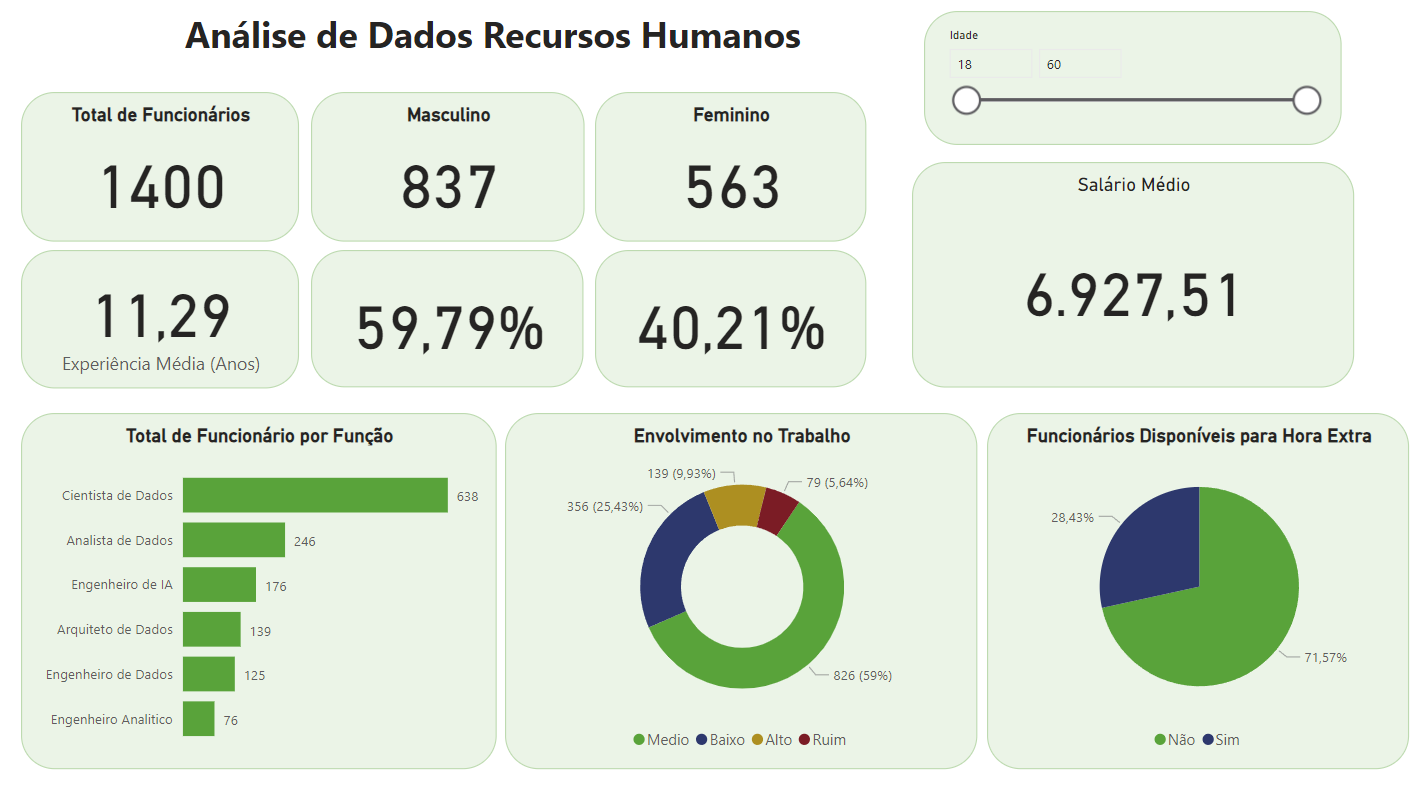 Análise de Dados Recursos Humanos
Idade
18
60
Total de Funcionários
1400
Masculino
837
Feminino
563
Salário Médio
6.927,51
11,29
Experiência Média (Anos)
59,79%
40,21%
Total de Funcionário por Função
Cientista de Dados
638
Analista de Dados
246
Engenheiro de IA
176
Arquiteto de Dados
139
Engenheiro de Dados
125
Engenheiro Analitico
76
Envolvimento no Trabalho
139 (9,93%)
79 (5,64%)
356 (25,43%)
826 (59%)
Medio
Baixo
Alto
Ruim
Funcionários Disponíveis para Hora Extra
28,43%
71,57%
Não
Sim